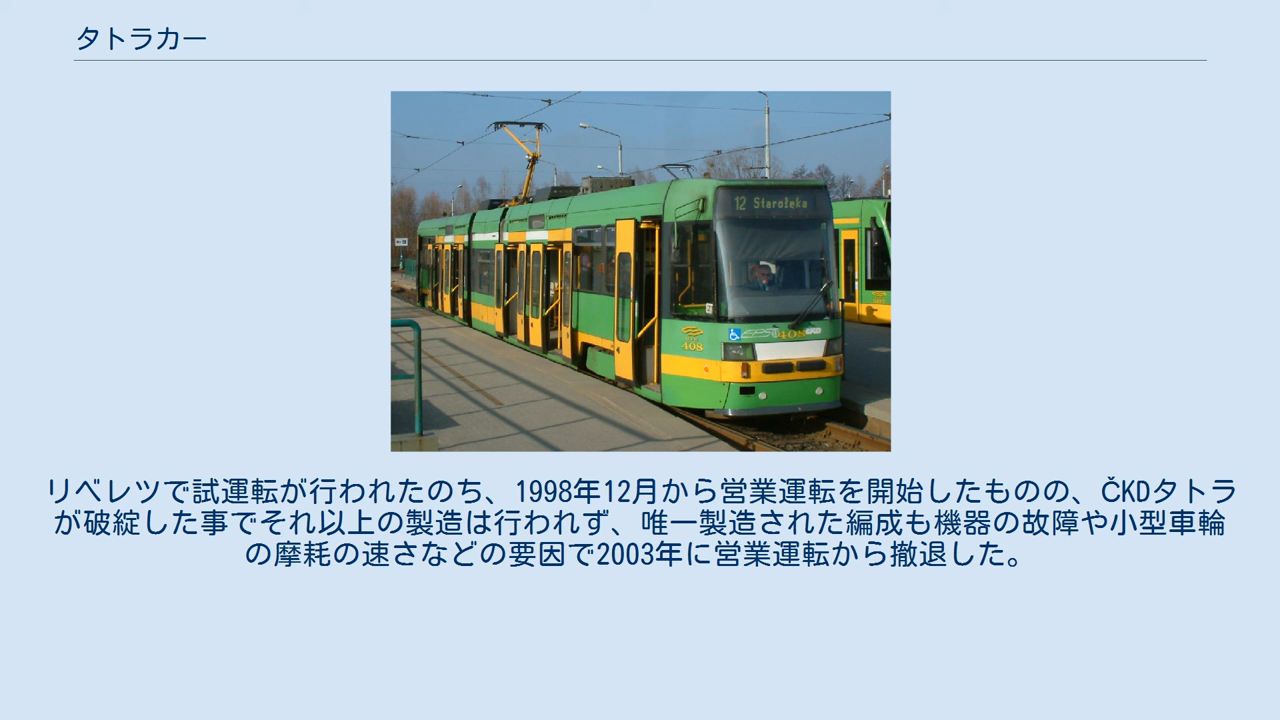 タトラカー
12 Starołeka
408
408
リベレツで試運転が行われたのち、1998年12月から営業運転を開始したものの、ČKDタトラ
が破綻した事でそれ以上の製造は行われず、唯一製造された編成も機器の故障や小型車輪
の摩耗の速さなどの要因で2003年に営業運転から撤退した。